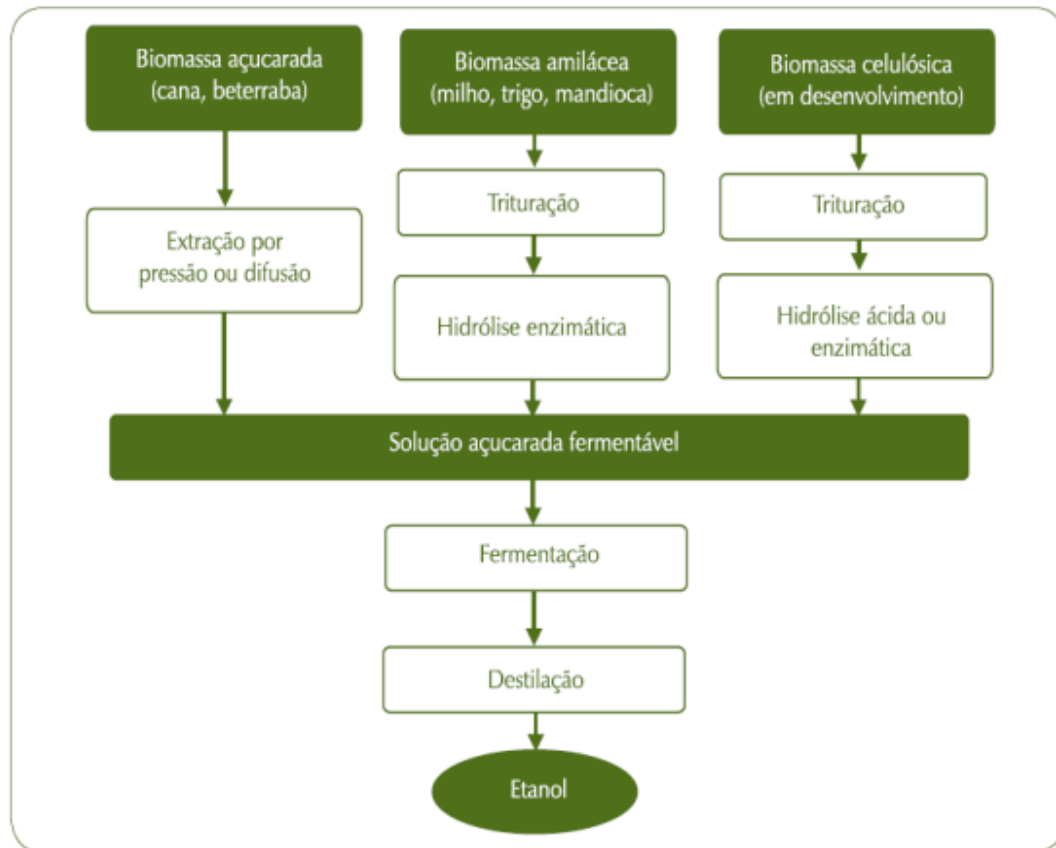 Biomassa açucarada
(cana, beterraba)
Biomassa amilácea
(milho, trigo, mandioca)
Biomassa celulósica
(em desenvolvimento)
Extração por
pressão ou difusão
Trituração
Hidrólise enzimática
Trituração
Hidrólise ácida ou
enzimática
Solução açucarada fermentável
Fermentação
Destilação
Etanol